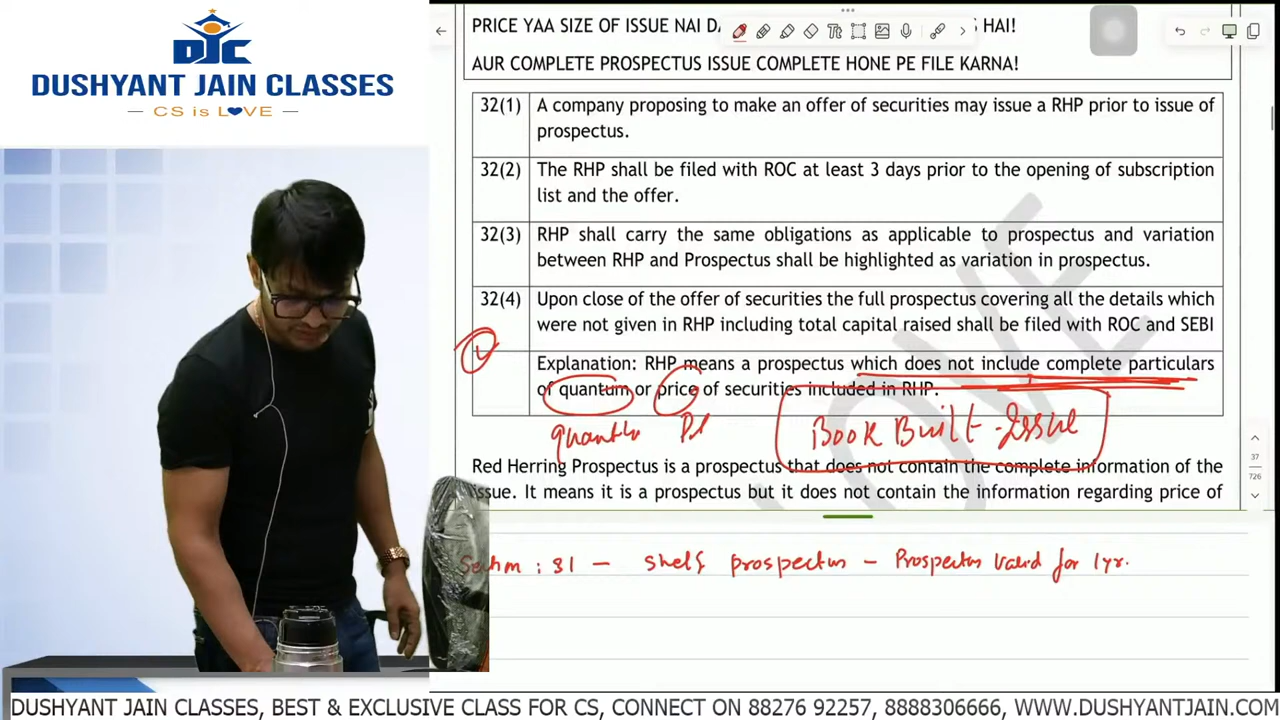 DJC
DUSHYANT JAIN CLASSES
— CS is LOVE —
PRICE YAA SIZE OF ISSUE NAI
HAI!
AUR COMPLETE PROSPECTUS ISSUE COMPLETE HONE PE FILE KARNA!
32(1) A company proposing to make an offer of securities may issue a RHP prior to issue of
prospectus.
32(2) The RHP shall be filed with ROC at least 3 days prior to the opening of subscription
list and the offer.
32(3) RHP shall carry the same obligations as applicable to prospectus and variation
between RHP and Prospectus shall be highlighted as variation in prospectus.
32(4) Upon close of the offer of securities the full prospectus covering all the details which
were not given in RHP including total capital raised shall be filed with ROC and SEBI
Explanation: RHP means a prospectus which does not include complete particulars
of quantum or price of securities included in RHP.
Book Built-Issue
Red Herring Prospectus is a prospectus that does not contain the complete information of the
issue. It means it is a prospectus but it does not contain the information regarding price of
37
726
: 31 — Shelf prospectus — Prospectus Valid for 1yr.
DUSHYANT JAIN CLASSES, BEST & EXCLUSIVE CLASS FOR CS, CONNECT ON 88276 92257, 8888306666, WWW.DUSHYANTJAIN.COM